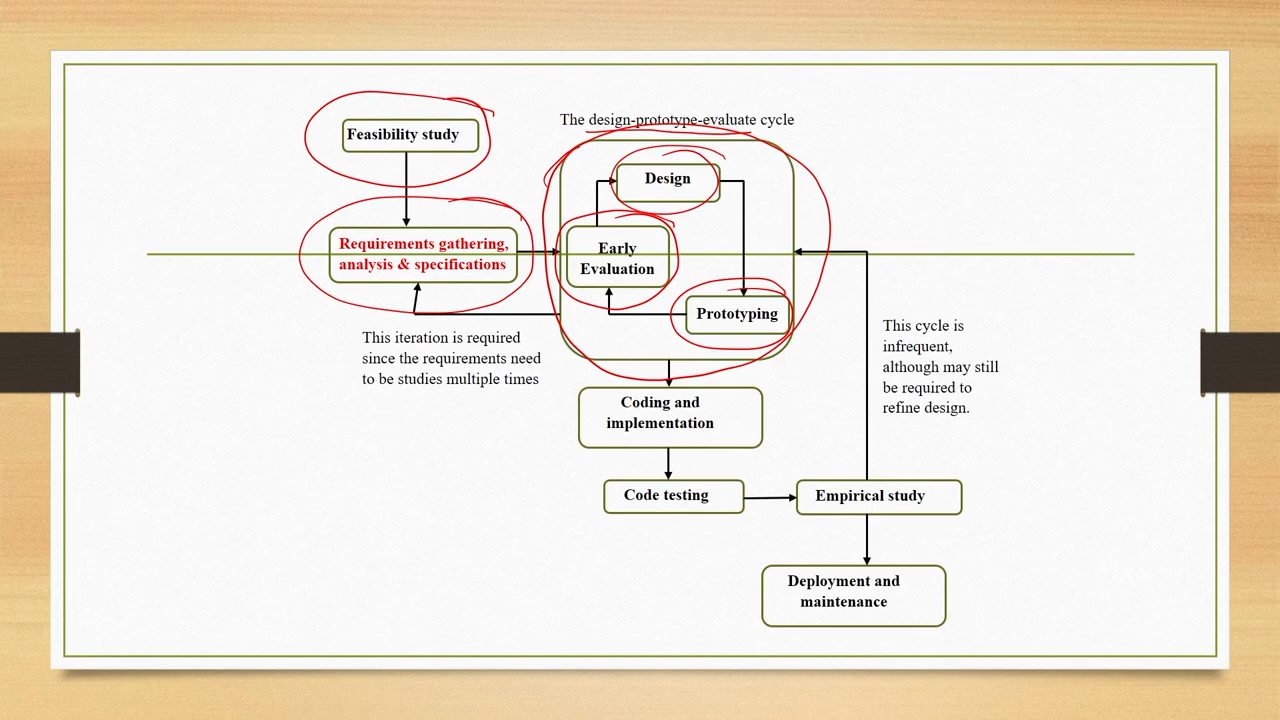 Feasibility study
The design-prototype-evaluate cycle
Design
Requirements gathering,
analysis & specifications
Early
Evaluation
Prototyping
This iteration is required
since the requirements need
to be studies multiple times
This cycle is
infrequent,
although may still
be required to
refine design.
Coding and
implementation
Code testing
Empirical study
Deployment and
maintenance